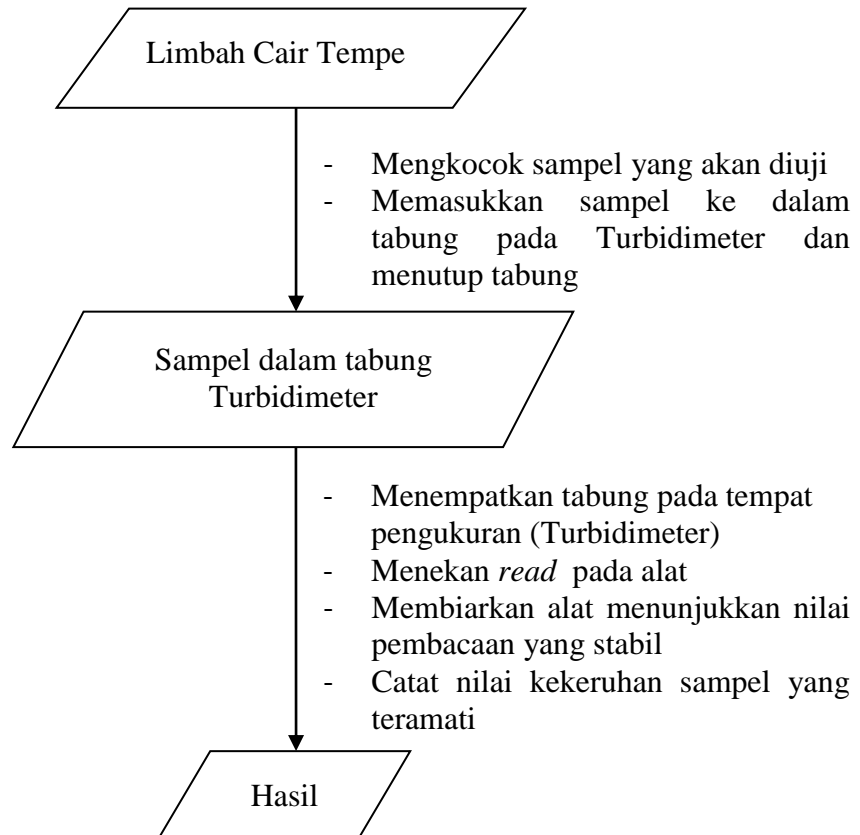 Limbah Cair Tempe
- Mengkocok sampel yang akan diuji
- Memasukkan sampel ke dalam
tabung pada Turbidimeter dan
menutup tabung
Sampel dalam tabung
Turbidimeter
- Menempatkan tabung pada tempat
pengukuran (Turbidimeter)
- Menekan read pada alat
- Membiarkan alat menunjukkan nilai
pembacaan yang stabil
- Catat nilai kekeruhan sampel yang
teramati
Hasil